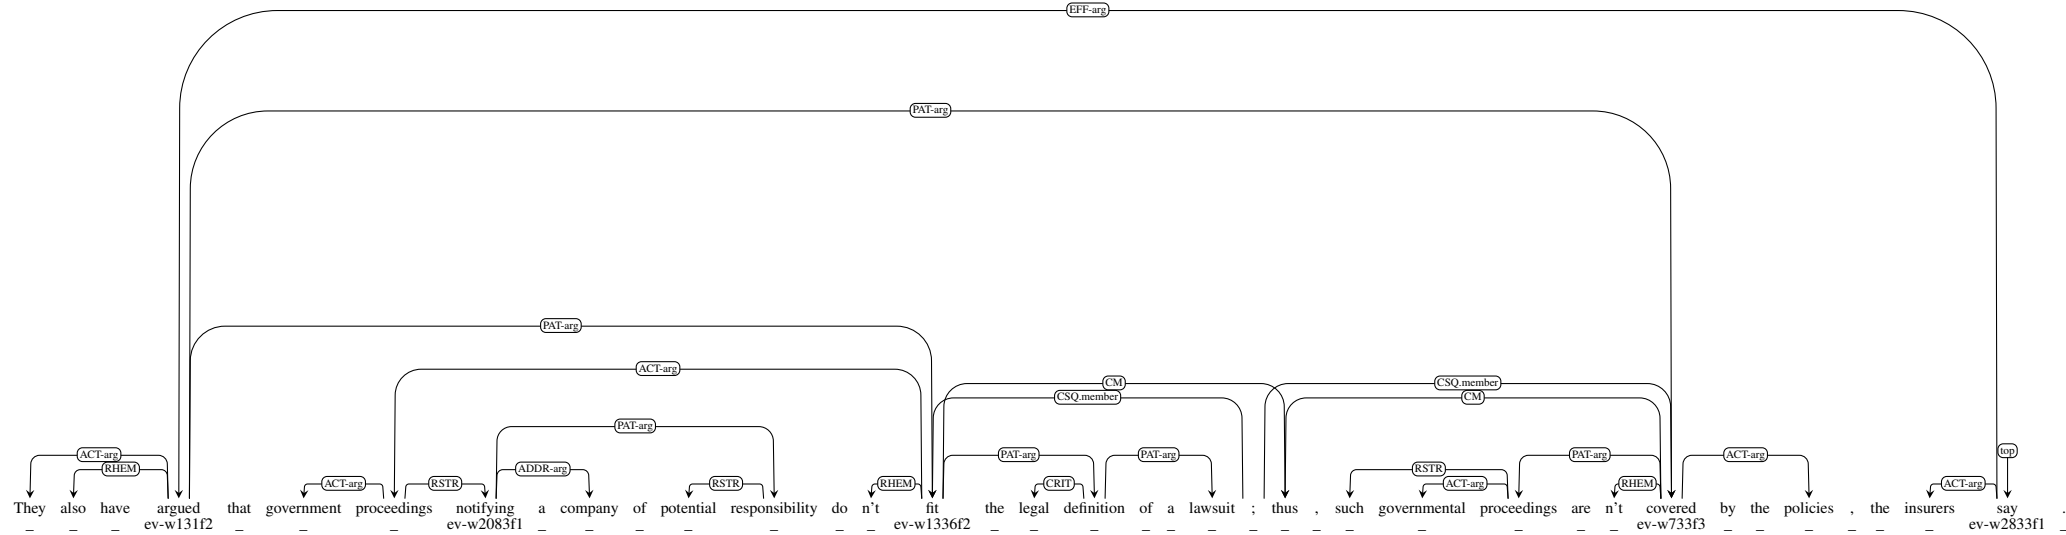 EFF-arg
PAT-arg
PAT-arg
ACT-arg
CM CSQ.member
CSQ.member CM
PAT-arg
top
ACT-arg PAT-arg PAT-arg PAT-arg ACT-arg
RHEM ADDR-arg RSTR
ACT-arg RSTR RSTR RHEM CRIT ACT-arg RHEM ACT-arg
They also have argued that government proceedings notifying a company of potential responsibility do n't fit the legal definition of a lawsuit ; thus , such governmental proceedings are n't covered by the policies , the insurers say .
_ _ _ ev-w131f2 _ _ _ ev-w2083f1 _ _ _ _ _ _ _ ev-w1336f2 _ _ _ _ _ _ _ _ _ _ _ _ _ _ ev-w733f3 _ _ _ _ _ _ ev-w2833f1 _